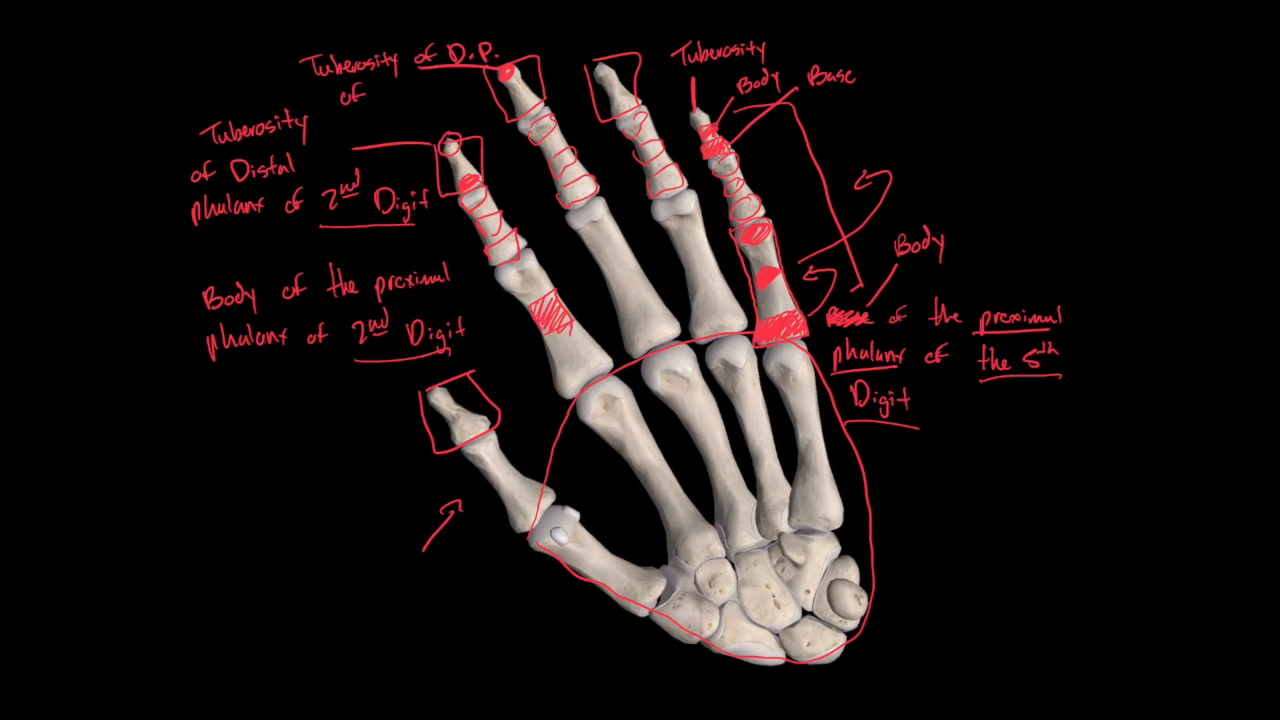 Tuberosity of D.P.
of
Tuberosity
of Distal
phalanx of 2nd Digit
Body of the proximal
phalanx of 2nd Digit
Tuberosity
Body
Base
Body
of the proximal
phalanx of the 5th
Digit